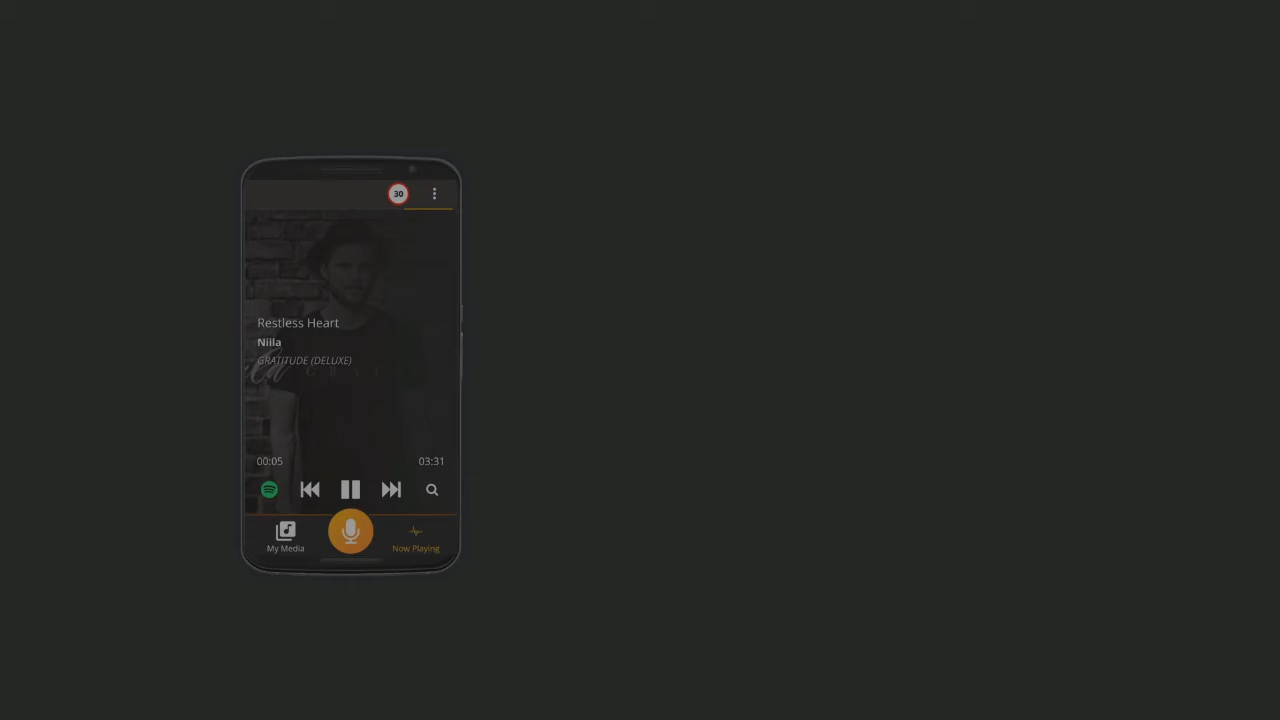 30
Restless Heart
Niila
GRATITUDE (DELUXE)
00:05 03:31
My Media Now Playing